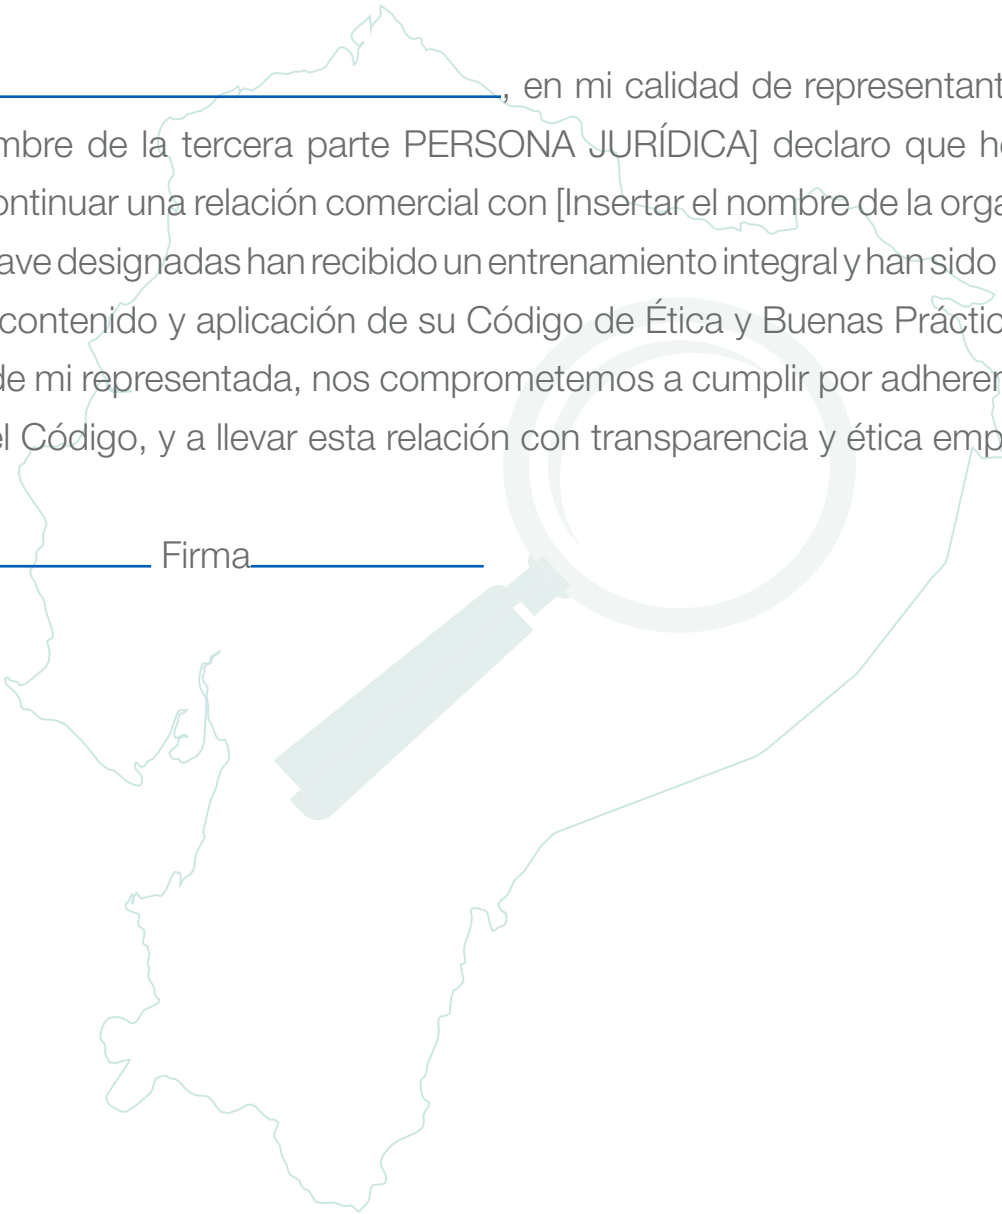 , en mi calidad de representant
mbre de la tercera parte PERSONA JURÍDICA] declaro que h
ontinuar una relación comercial con [Insertar el nombre de la orga
ave designadas han recibido un entrenamiento integral y han sido
contenido y aplicación de su Código de Ética y Buenas Práctic
de mi representada, nos comprometemos a cumplir por adheren
el Código, y a llevar esta relación con transparencia y ética emp
Firma